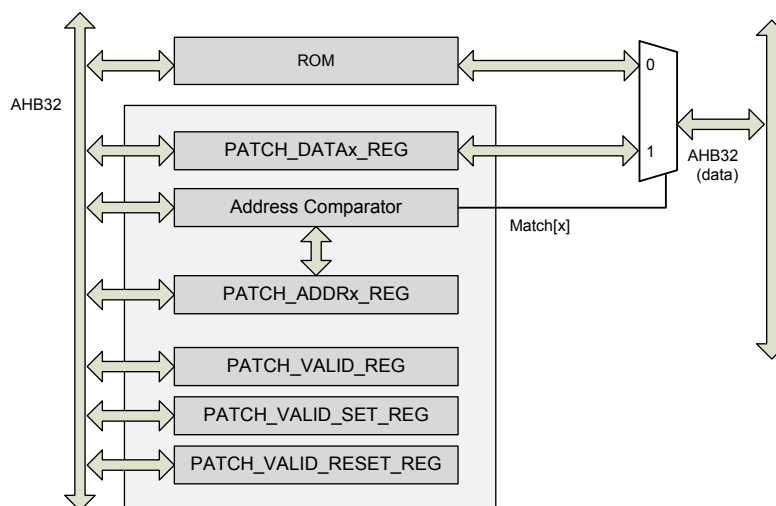 ROM
0
AHB32
PATCH_DATAx_REG
1
AHB32
(data)
Address Comparator
Match[x]
PATCH_ADDRx_REG
PATCH_VALID_REG
PATCH_VALID_SET_REG
PATCH_VALID_RESET_REG